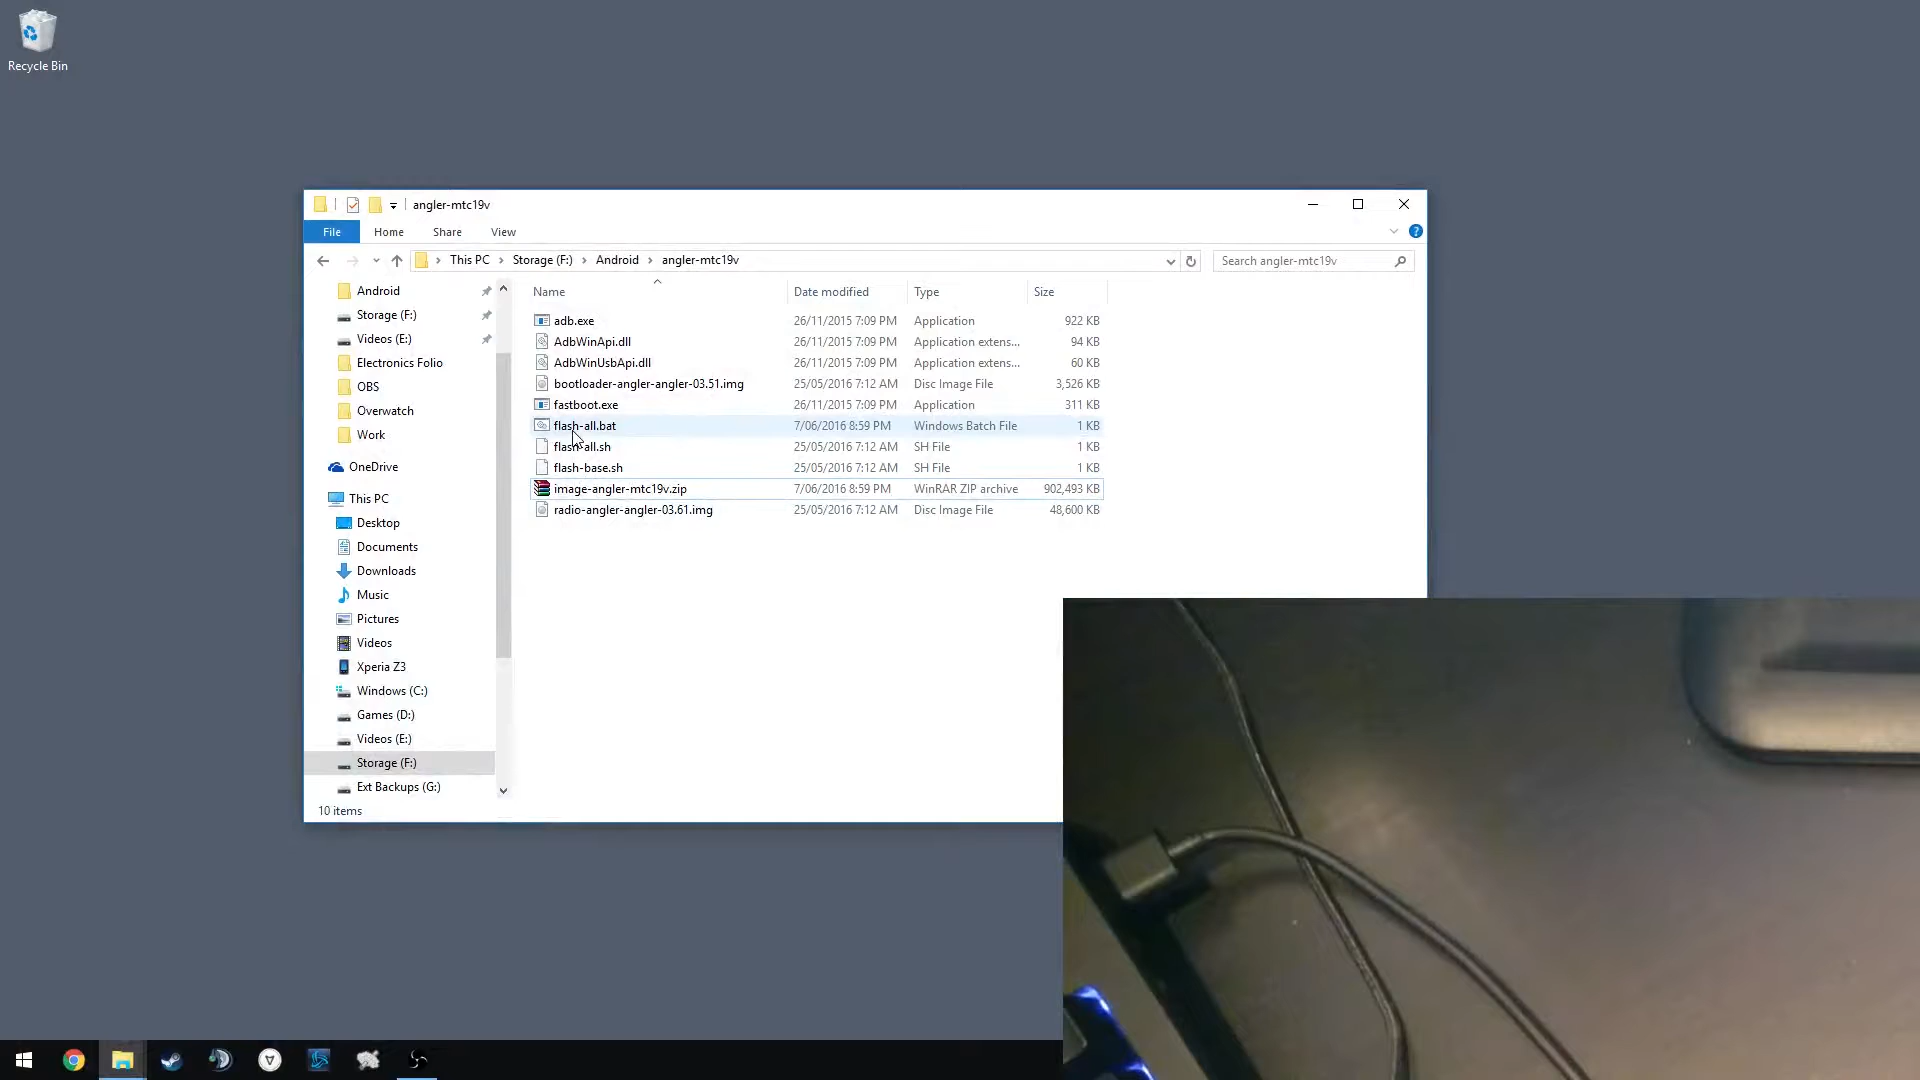 Recycle Bin
angler-mtc19v
File Home Share View
This PC Storage (F:) Android angler-mtc19v
Search angler-mtc19v
Android
Storage (F:)
Videos (E:)
Electronics Folio
OBS
Overwatch
Work
OneDrive
This PC
Desktop
Documents
Downloads
Music
Pictures
Videos
Xperia Z3
Windows (C:)
Games (D:)
Videos (E:)
Storage (F:)
Ext Backups (G:)
Name Date modified Type Size
adb.exe 26/11/2015 7:09 PM Application 922 KB
AdbWinApi.dll 26/11/2015 7:09 PM Application extens... 94 KB
AdbWinUsbApi.dll 26/11/2015 7:09 PM Application extens... 60 KB
bootloader-angler-angler-03.51.img 25/05/2016 7:12 AM Disc Image File 3,526 KB
fastboot.exe 26/11/2015 7:09 PM Application 311 KB
flash-all.bat 7/06/2016 8:59 PM Windows Batch File 1 KB
flash-all.sh 25/05/2016 7:12 AM SH File 1 KB
flash-base.sh 25/05/2016 7:12 AM SH File 1 KB
image-angler-mtc19v.zip 7/06/2016 8:59 PM WinRAR ZIP archive 902,493 KB
radio-angler-angler-03.61.img 25/05/2016 7:12 AM Disc Image File 48,600 KB
10 items